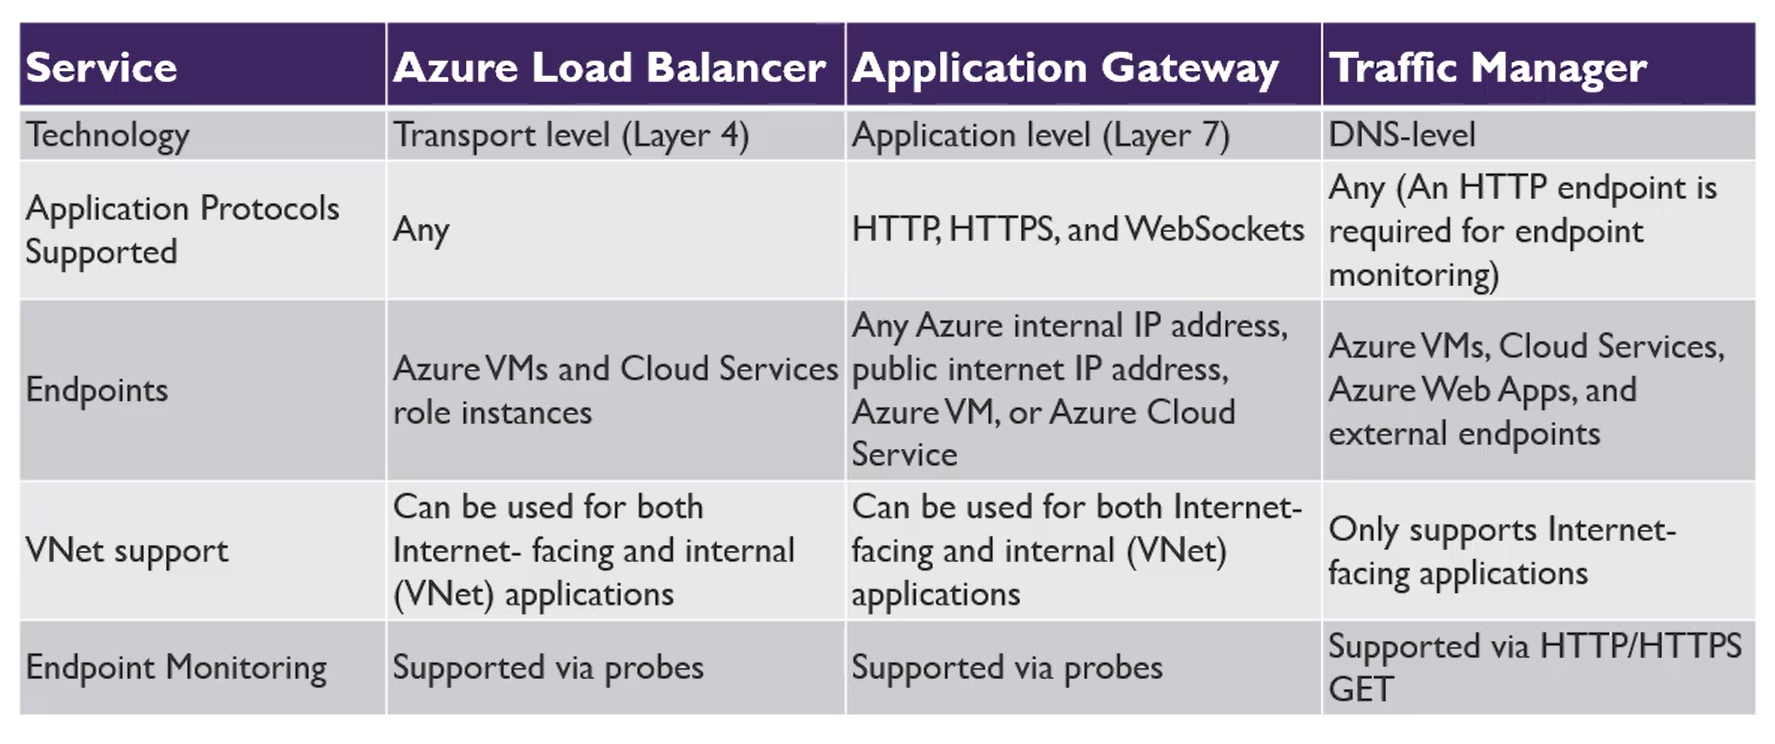 Service
Azure Load Balancer
Application Gateway
Traffic Manager
Technology
Transport level (Layer 4)
Application level (Layer 7)
DNS-level
Application Protocols
Supported
Any
HTTP, HTTPS, and WebSockets
Any (An HTTP endpoint is
required for endpoint
monitoring)
Endpoints
Azure VMs and Cloud Services
role instances
Any Azure internal IP address,
public internet IP address,
Azure VM, or Azure Cloud
Service
Azure VMs, Cloud Services,
Azure Web Apps, and
external endpoints
VNet support
Can be used for both
Internet- facing and internal
(VNet) applications
Can be used for both Internet-
facing and internal (VNet)
applications
Only supports Internet-
facing applications
Endpoint Monitoring
Supported via probes
Supported via probes
Supported via HTTP/HTTPS
GET